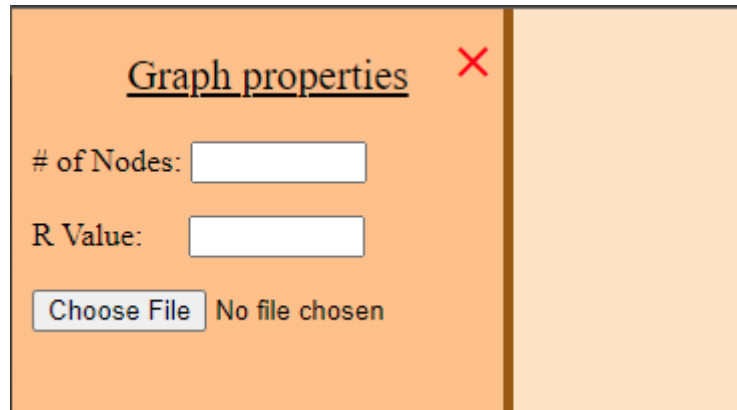 Graph properties
# of Nodes:
R Value:
Choose File No file chosen